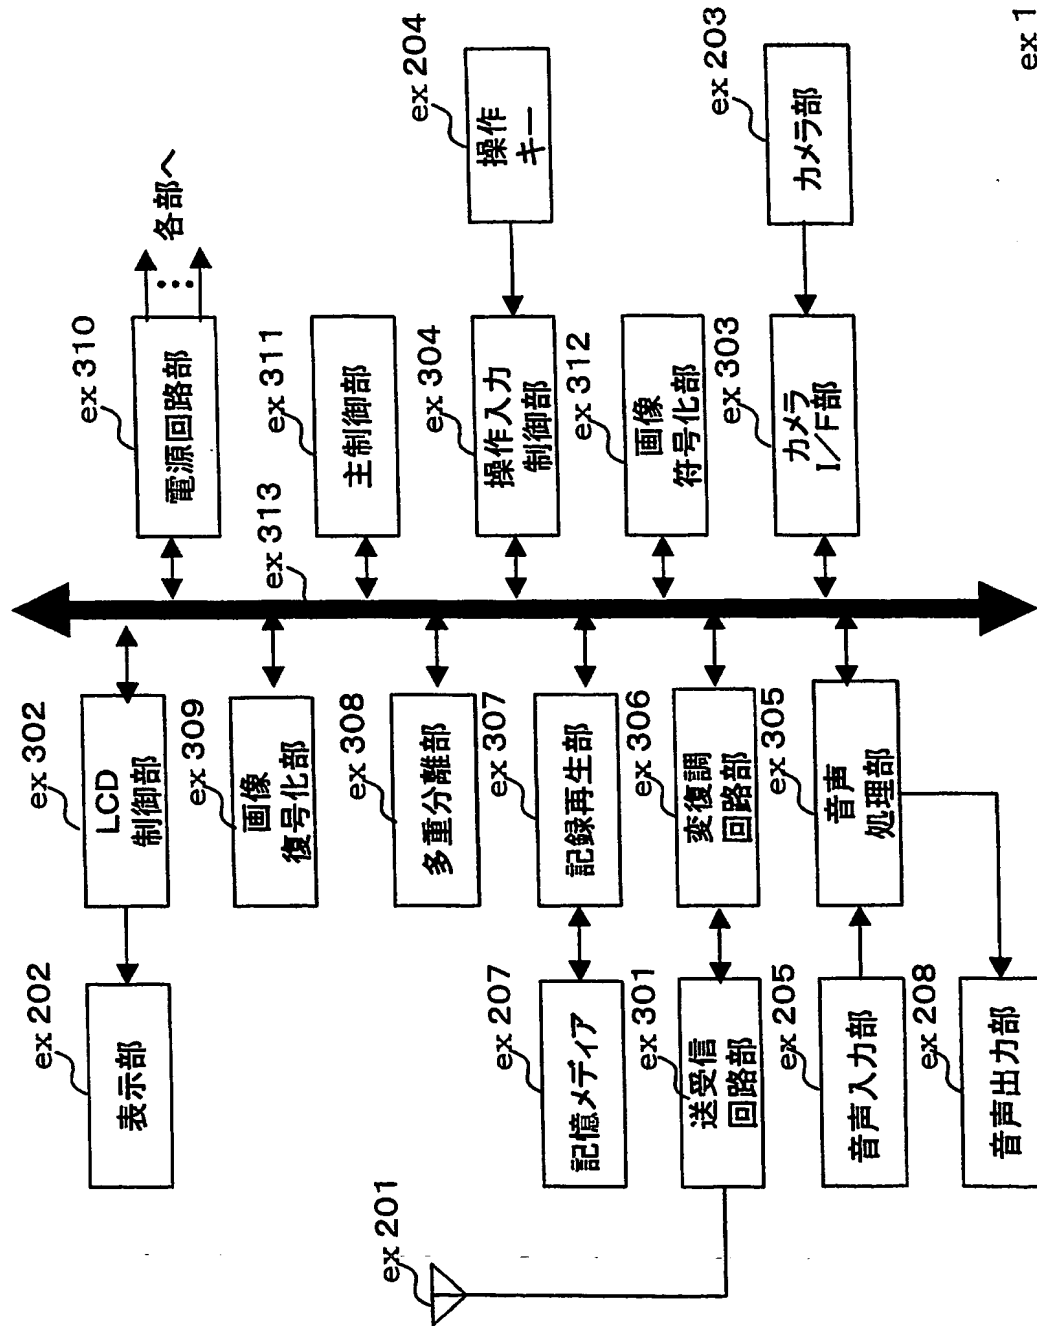 ex 201
ex 202
表示部
ex 302
LCD
制御部
ex 309
画像
復号化部
ex 308
多重分離部
ex 207
記憶メディア
ex 307
記録再生部
ex 301
送受信
回路部
ex 306
変復調
回路部
ex 205
音声入力部
ex 305
音声
処理部
ex 208
音声出力部
ex 313
ex 310
電源回路部
各部へ
ex 311
主制御部
ex 304
操作入力
制御部
ex 204
操作
キー
ex 312
画像
符号化部
ex 303
カメラ
I/F部
ex 203
カメラ部
ex 1